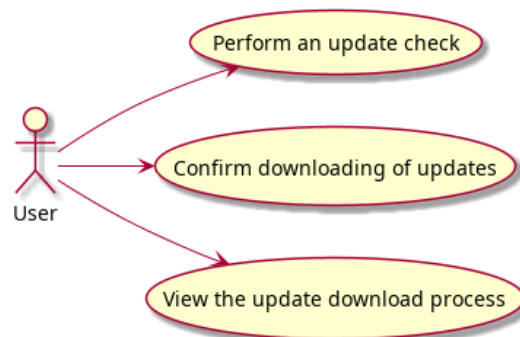 Perform an update check
Confirm downloading of updates
User
View the update download process